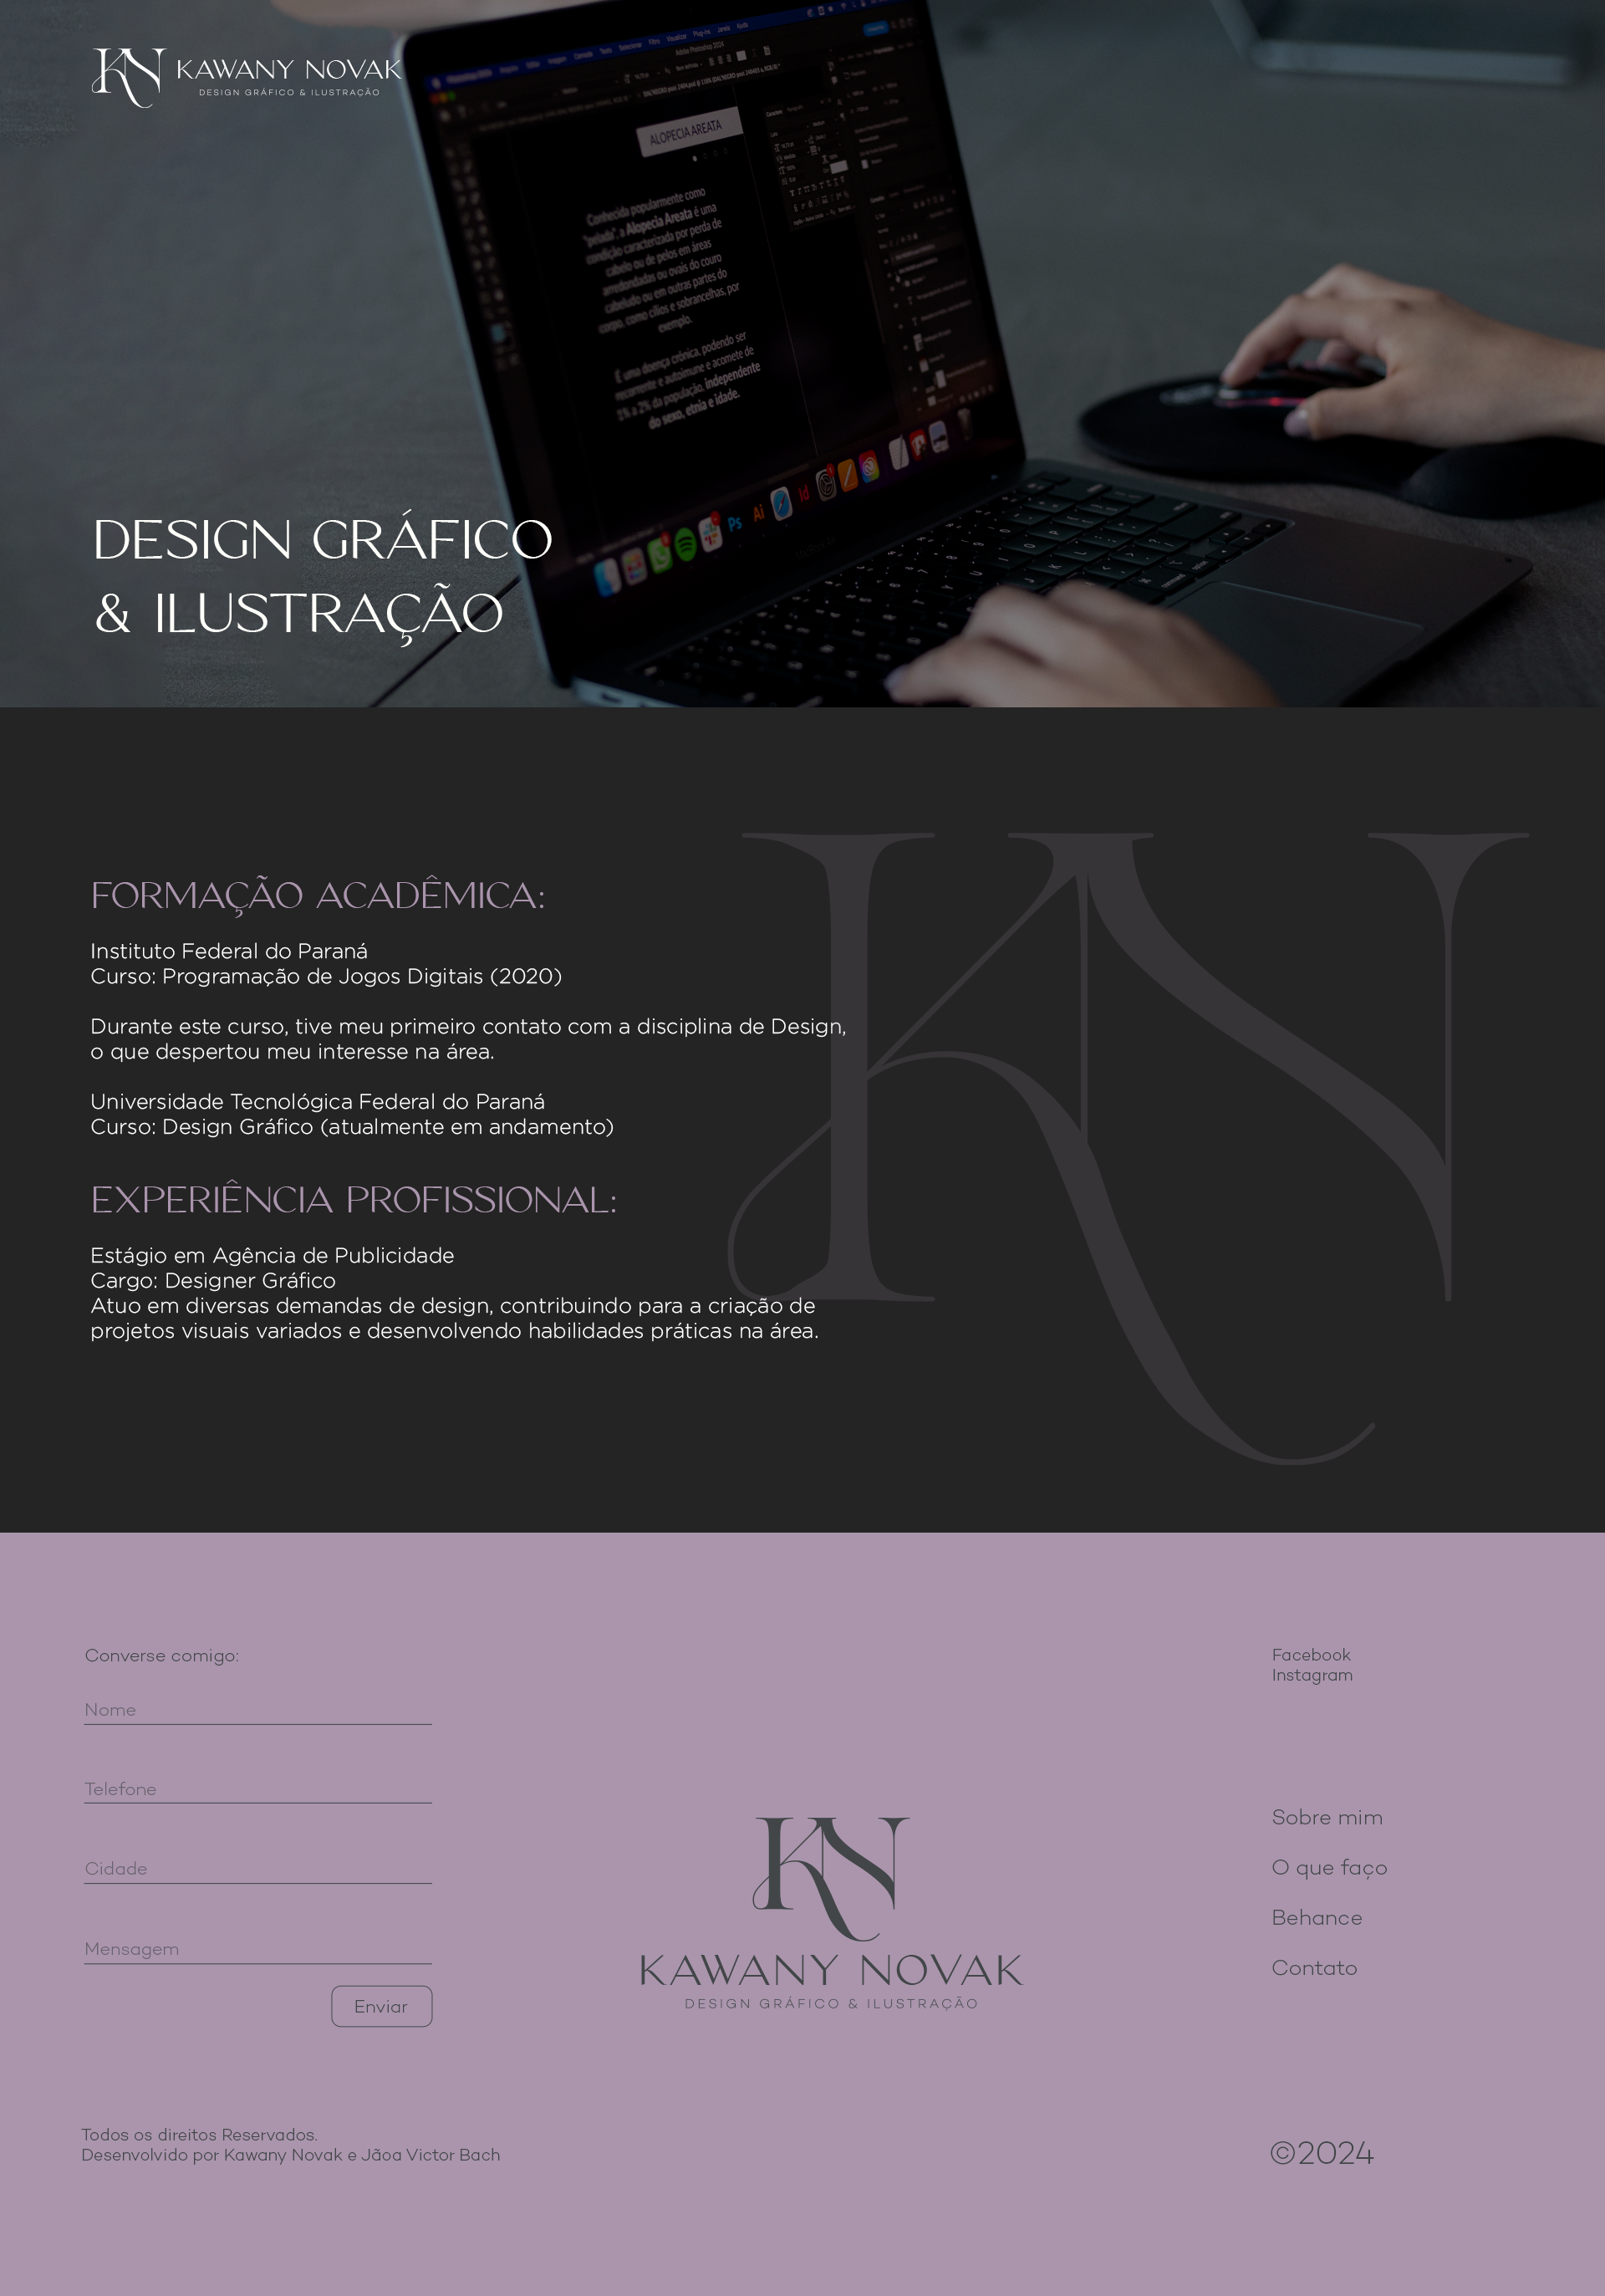 KN KAWANY NOVAK
DESIGN GRÁFICO & ILUSTRAÇÃO
Adobe Photoshop 2024
ALOPECIA AREATA
Conhecida popularmente como
"pelada", a Alopecia Areata é uma
condição caracterizada por perda de
cabelo ou de pelos em áreas
arredondadas ou ovais do couro
cabeludo ou em outras partes do
corpo, como cílios e sobrancelhas, por
exemplo.
É uma doença crônica, podendo ser
recorrente e autoimune e acomete de
1% a 2% da população, independente
do sexo, etnia e idade.
Ps
Ai
Id
DESIGN GRÁFICO
& ILUSTRAÇÃO
KN
FORMAÇÃO ACADÊMICA:
Instituto Federal do Paraná
Curso: Programação de Jogos Digitais (2020)
Durante este curso, tive meu primeiro contato com a disciplina de Design,
o que despertou meu interesse na área.
Universidade Tecnológica Federal do Paraná
Curso: Design Gráfico (atualmente em andamento)
EXPERIÊNCIA PROFISSIONAL:
Estágio em Agência de Publicidade
Cargo: Designer Gráfico
Atuo em diversas demandas de design, contribuindo para a criação de
projetos visuais variados e desenvolvendo habilidades práticas na área.
Converse comigo:
Nome
Telefone
Cidade
Mensagem
Enviar
KN
KAWANY NOVAK
DESIGN GRÁFICO & ILUSTRAÇÃO
Facebook
Instagram
Sobre mim
O que faço
Behance
Contato
Todos os direitos Reservados.
Desenvolvido por Kawany Novak e Jãoa Victor Bach
©2024